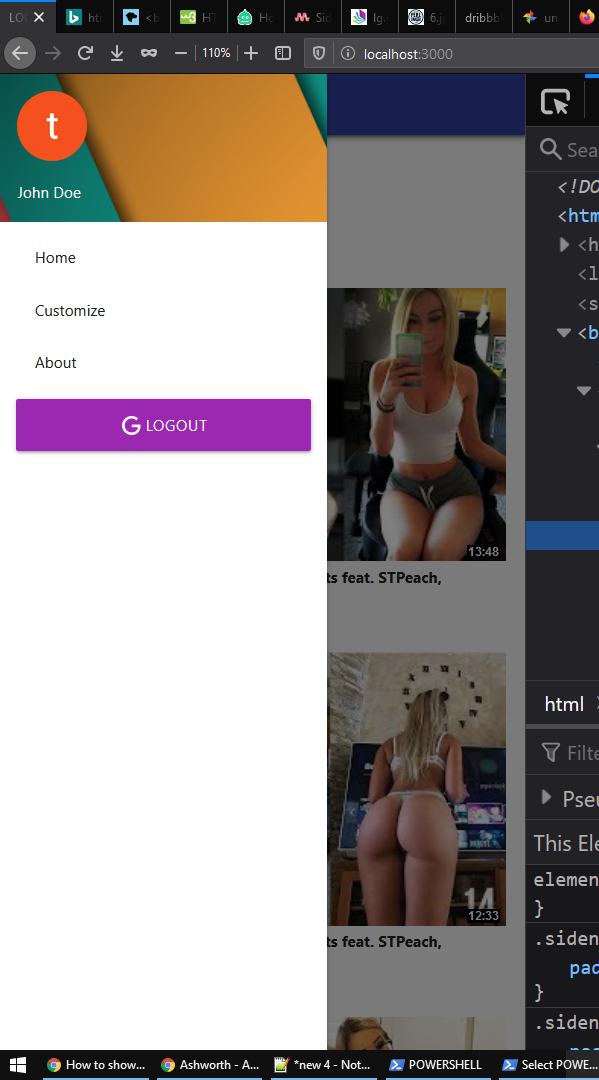 LO
htt
<b
HT
Ho
Sid
lg.
6.j
dribbbl
un
110%
localhost:3000
t
John Doe
Home
Customize
About
G LOGOUT
13:48
ts feat. STPeach,
14
12:33
ts feat. STPeach,
Sea
<!DO
<htm
<h
<l
<s
<b
html
Filte
Pseu
This Ele
elemen
}
.siden
pad
}
.siden
How to show...
Ashworth - A...
*new 4 - Not...
POWERSHELL
Select POWE...